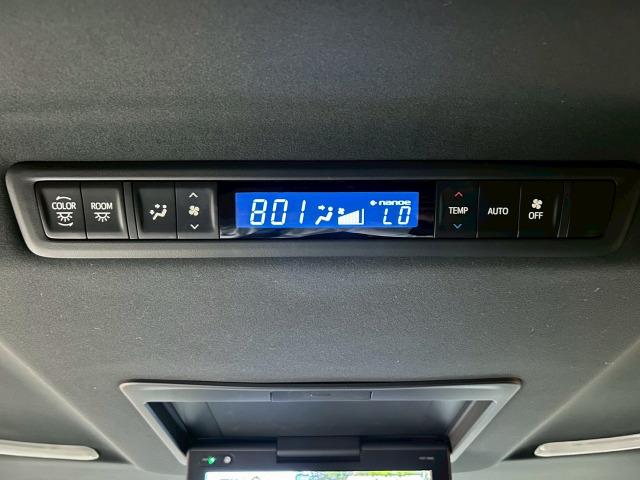 COLOR
ROOM
801
nanoe
LO
TEMP
AUTO
OFF